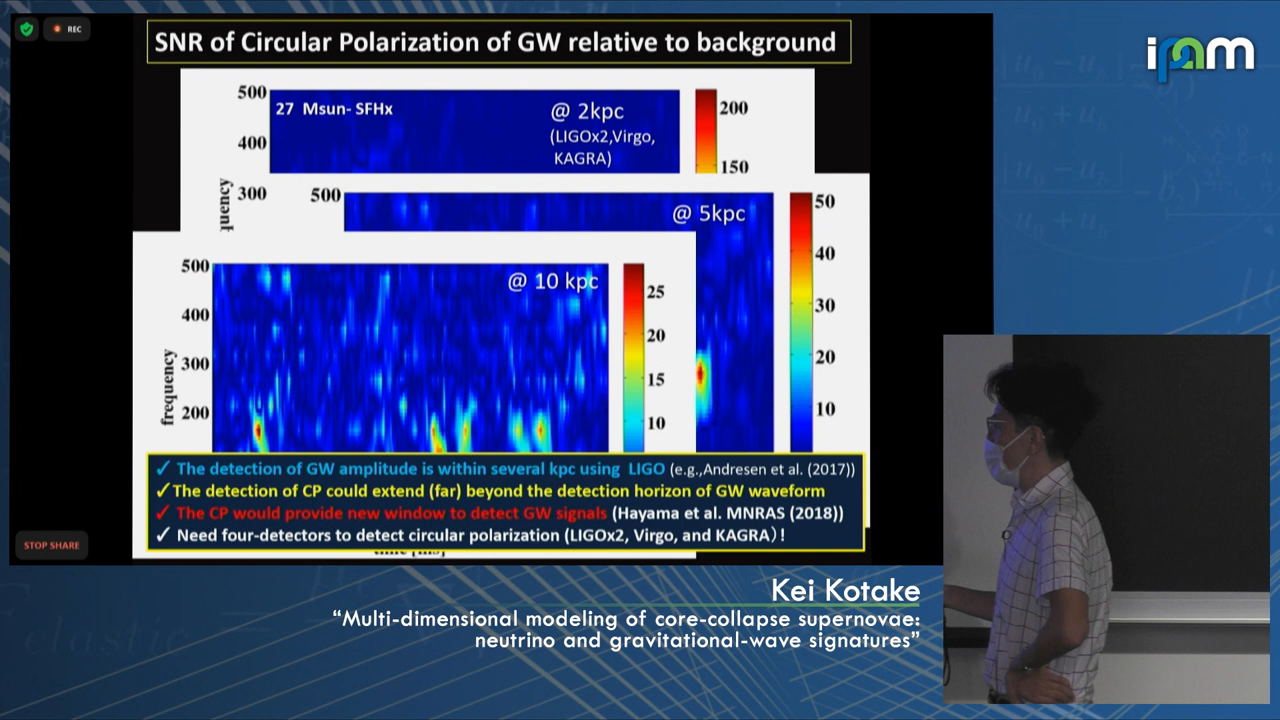 REC
SNR of Circular Polarization of GW relative to background
ipam
500
27 Msun- SFHx
@ 2kpc
200
(LIGOx2,Virgo,
400
KAGRA)
150
300
500
@ 5kpc
50
500
@ 10 kpc
40
25
400
30
20
frequency
300
20
15
200
10
10
✓ The detection of GW amplitude is within several kpc using LIGO (e.g.,Andresen et al. (2017))
✓The detection of CP could extend (far) beyond the detection horizon of GW waveform
✓ The CP would provide new window to detect GW signals (Hayama et al. MNRAS (2018))
✓ Need four-detectors to detect circular polarization (LIGOx2, Virgo, and KAGRA)!
STOP SHARE
Kei Kotake
“Multi-dimensional modeling of core-collapse supernovae:
neutrino and gravitational-wave signatures”